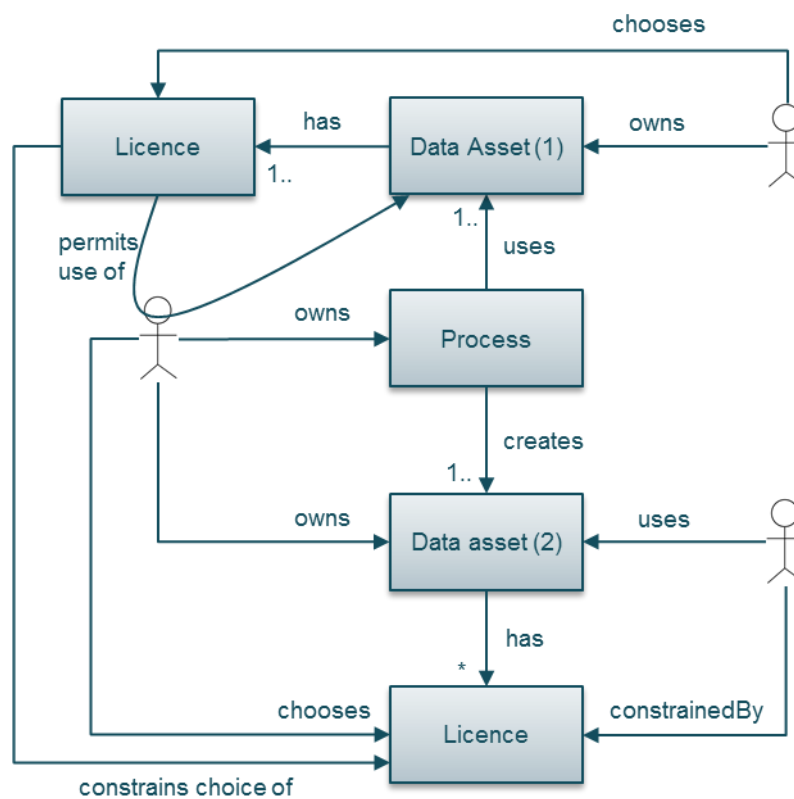 chooses
has
owns
Licence
Data Asset (1)
1..
1..
permits
use of
uses
owns
Process
creates
1..
owns
uses
Data asset (2)
has
*
chooses
constrainedBy
Licence
constrains choice of